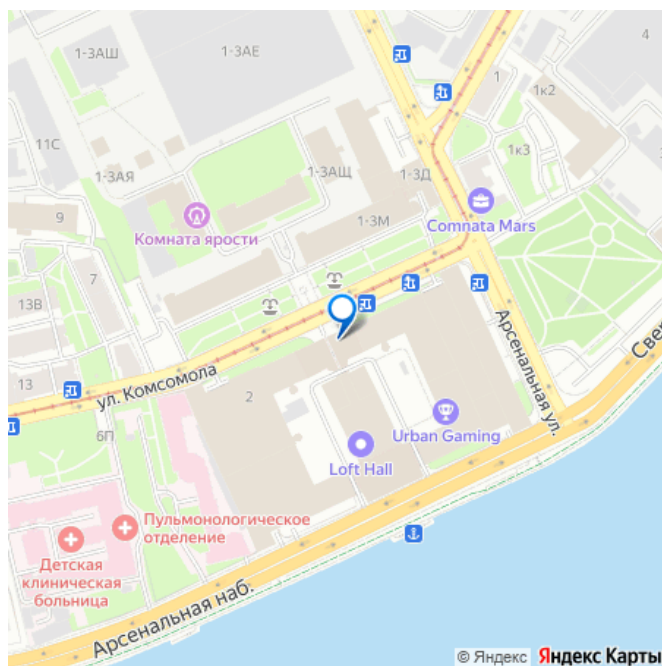 1-3АШ
1-3АЕ
4
1
1к2
11С
1-3АЯ
1-3АЩ
1-3Д
1к3
9
Комната ярости
1-3М
Comnata Mars
7
13В
Арсенальная ул.
Све
13
ул. Комсомола
2
6П
Urban Gaming
Loft Hall
Пульмонологическое
отделение
Детская
клиническая
больница
Арсенальная наб.
© Яндекс Яндекс Карты